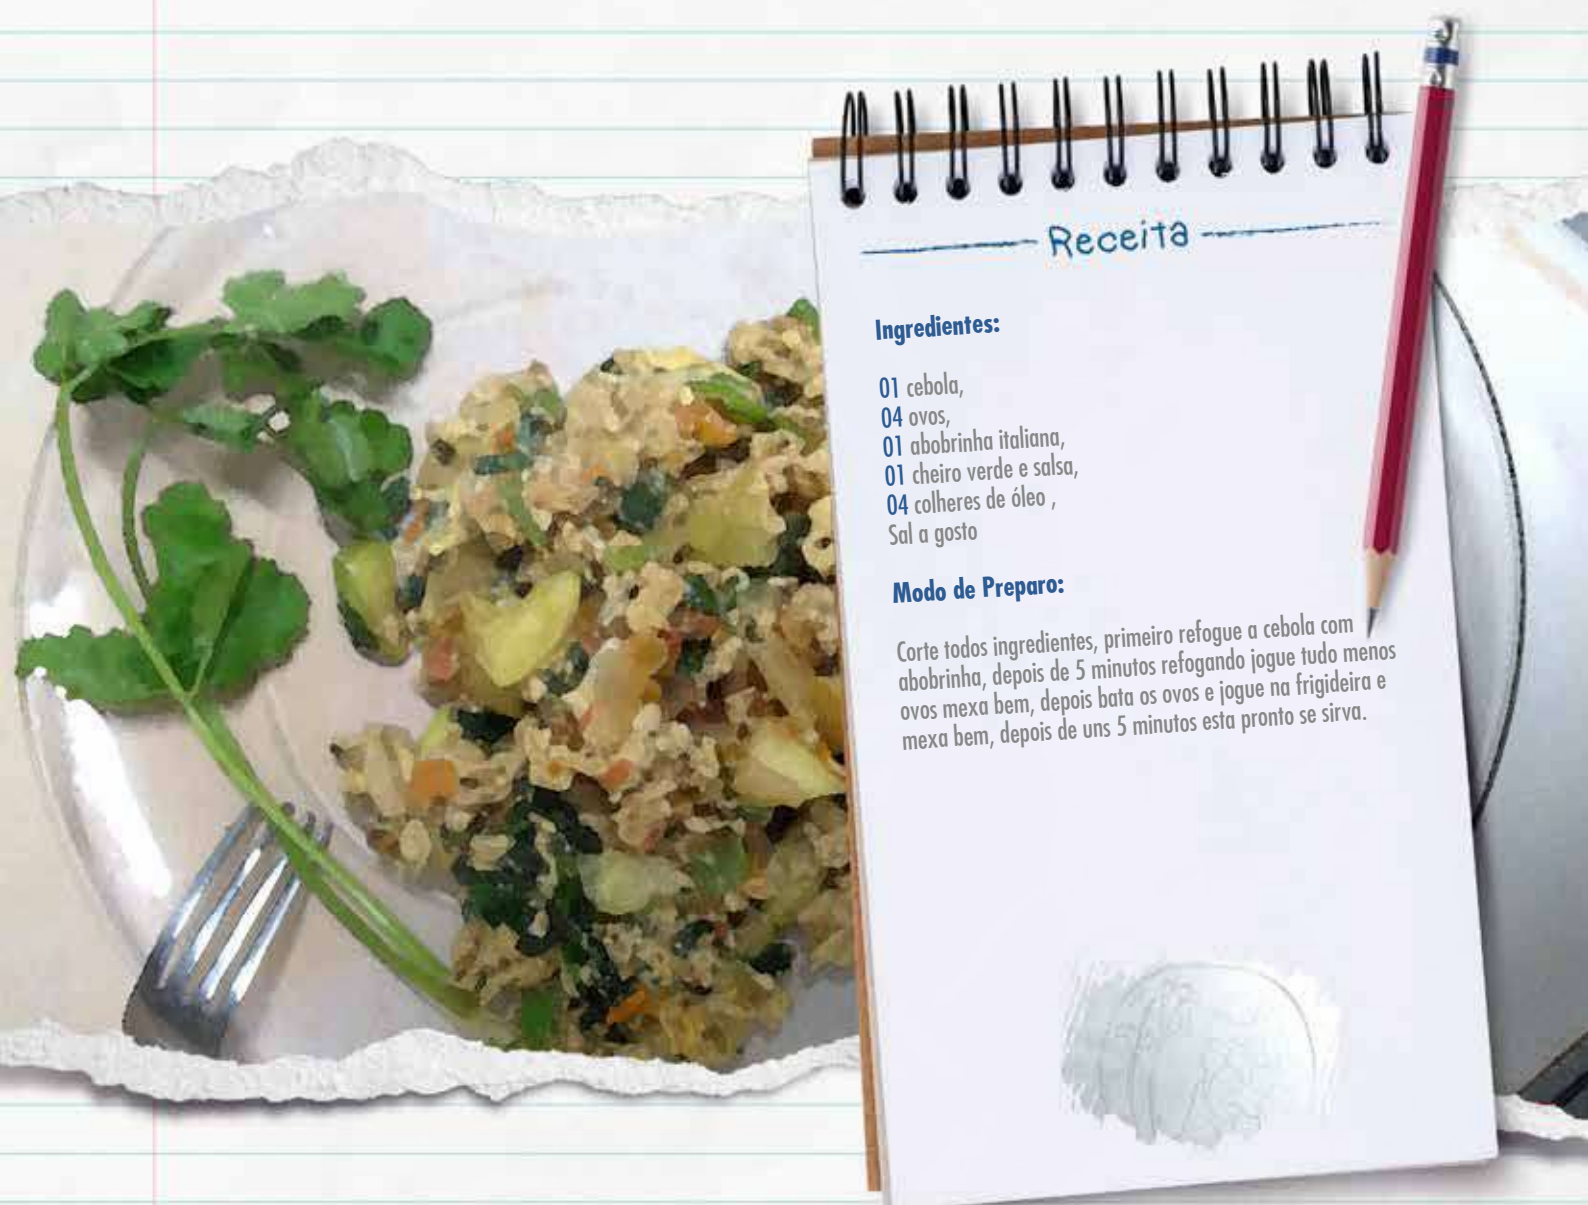 Receita
Ingredientes:
01 cebola,
04 ovos,
01 abobrinha italiana,
01 cheiro verde e salsa,
04 colheres de óleo ,
Sal a gosto
Modo de Preparo:
Corte todos ingredientes, primeiro refogue a cebola com
abobrinha, depois de 5 minutos refogando jogue tudo menos
ovos mexa bem, depois bata os ovos e jogue na frigideira e
mexa bem, depois de uns 5 minutos esta pronto se sirva.